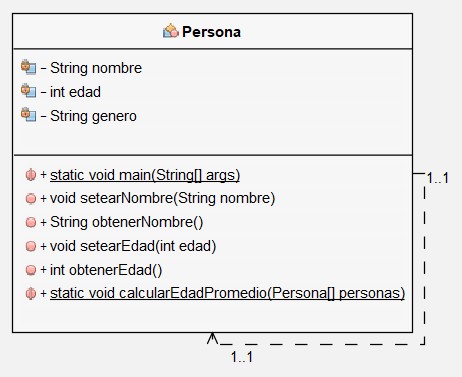 Persona
- String nombre
- int edad
- String genero
+ static void main(String[] args)
+ void setearNombre(String nombre)
+ String obtenerNombre()
+ void setearEdad(int edad)
+ int obtenerEdad()
+ static void calcularEdadPromedio(Persona[] personas)
1..1
1..1